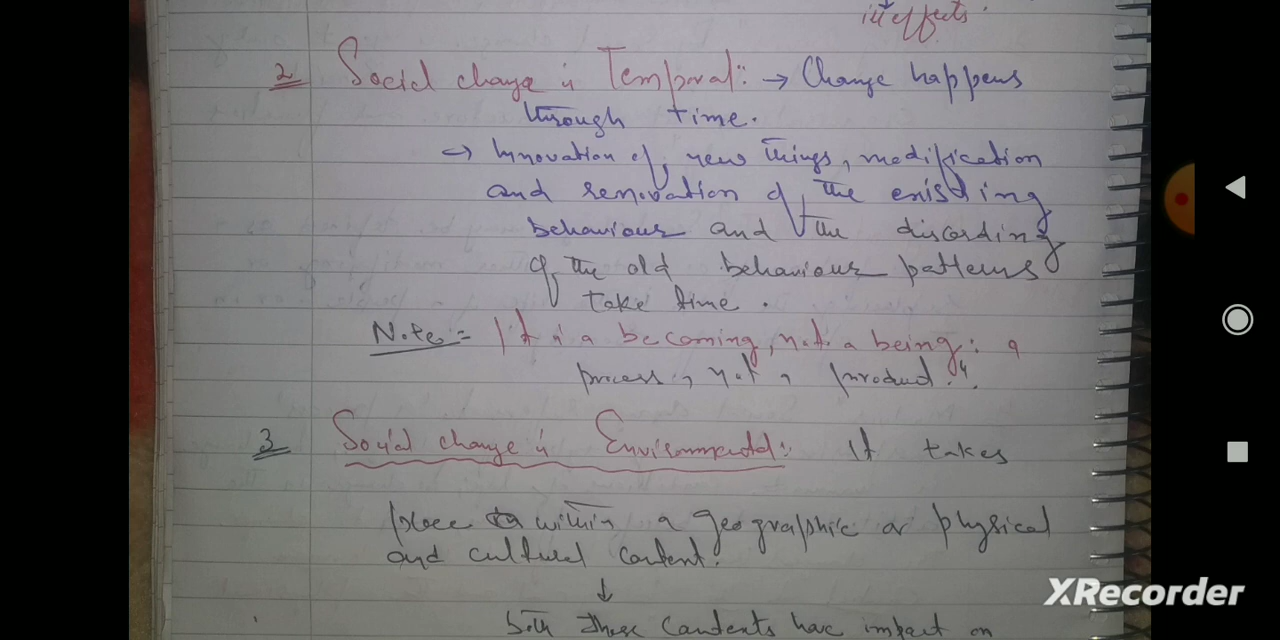 its effects.
2 Social change is Temporal: → Change happens
through time.
→ Innovation of new things, modification
and renovation of the existing
behaviour and the discarding
of the old behaviour patterns
take time.
Note = It is a becoming, not a being; a
process, not a product.".
3 Social change is Environmental: It takes
place within a geographic or physical
and cultural context.
↓
both these contexts have impact on
XRecorder